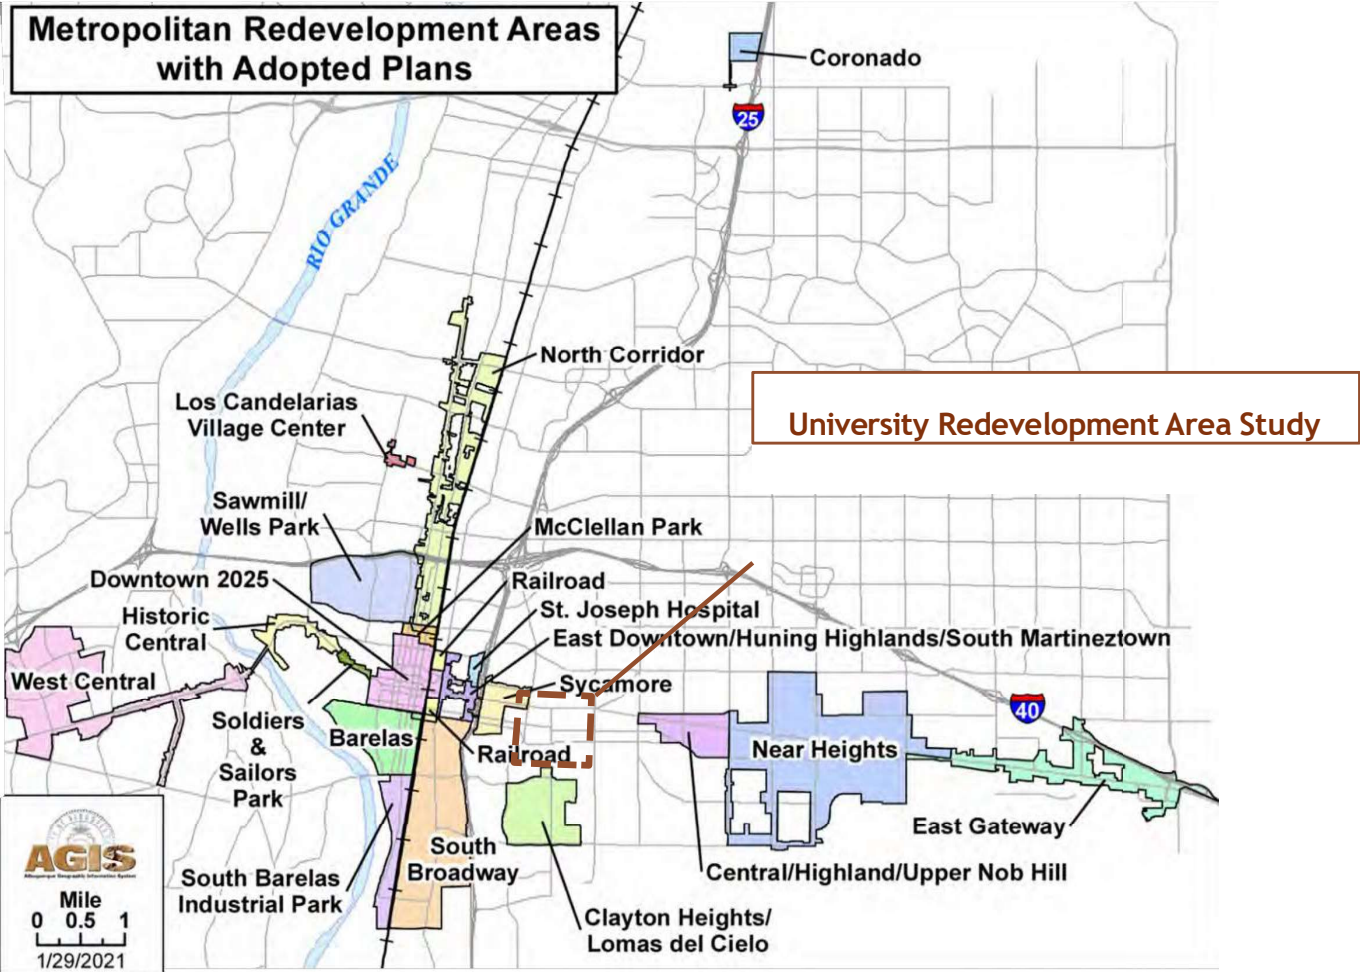 Metropolitan Redevelopment Areas
with Adopted Plans
Coronado
25
RIO GRANDE
North Corridor
University Redevelopment Area Study
Los Candelarias
Village Center
Sawmill/
Wells Park
McClellan Park
Downtown 2025
Railroad
St. Joseph Hospital
Historic
Central
East Downtown/Huning Highlands/South Martineztown
West Central
Sycamore
40
Soldiers
&
Sailors
Park
Barelas
Railroad
Near Heights
East Gateway
South
Broadway
Central/Highland/Upper Nob Hill
South Barelas
Industrial Park
Clayton Heights/
Lomas del Cielo
AGIS
Albuquerque Geographic Information System
Mile
0 0.5 1
1/29/2021